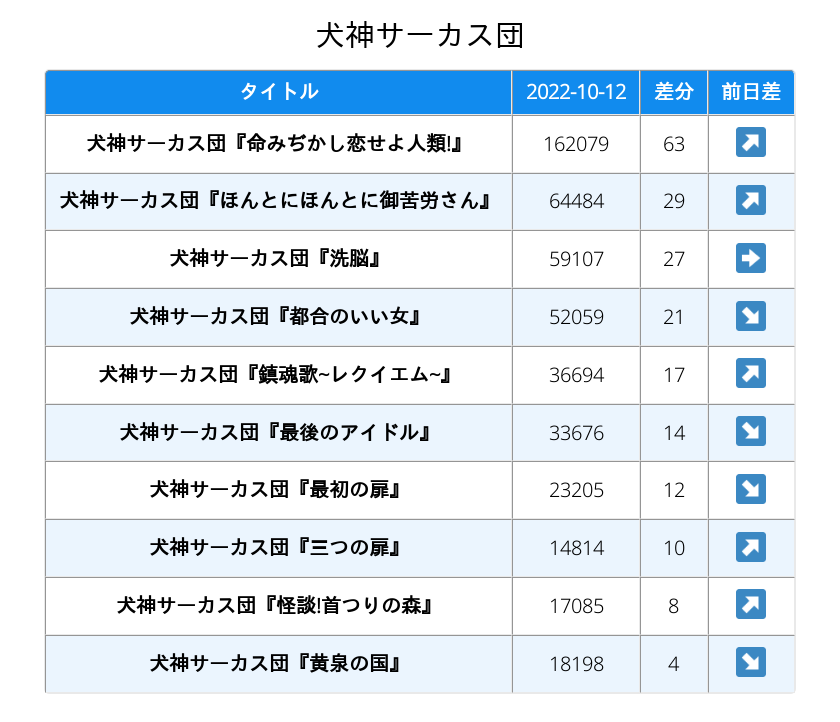 犬神サーカス団
タイトル 2022-10-12 差分 前日差
犬神サーカス団『命みぢかし恋せよ人類!』 162079 63 ↗
犬神サーカス団『ほんとにほんとに御苦労さん』 64484 29 ↗
犬神サーカス団『洗脳』 59107 27 ➡
犬神サーカス団『都合のいい女』 52059 21 ↘
犬神サーカス団『鎮魂歌~レクイエム~』 36694 17 ↗
犬神サーカス団『最後のアイドル』 33676 14 ↘
犬神サーカス団『最初の扉』 23205 12 ↘
犬神サーカス団『三つの扉』 14814 10 ↗
犬神サーカス団『怪談!首つりの森』 17085 8 ↗
犬神サーカス団『黄泉の国』 18198 4 ↘